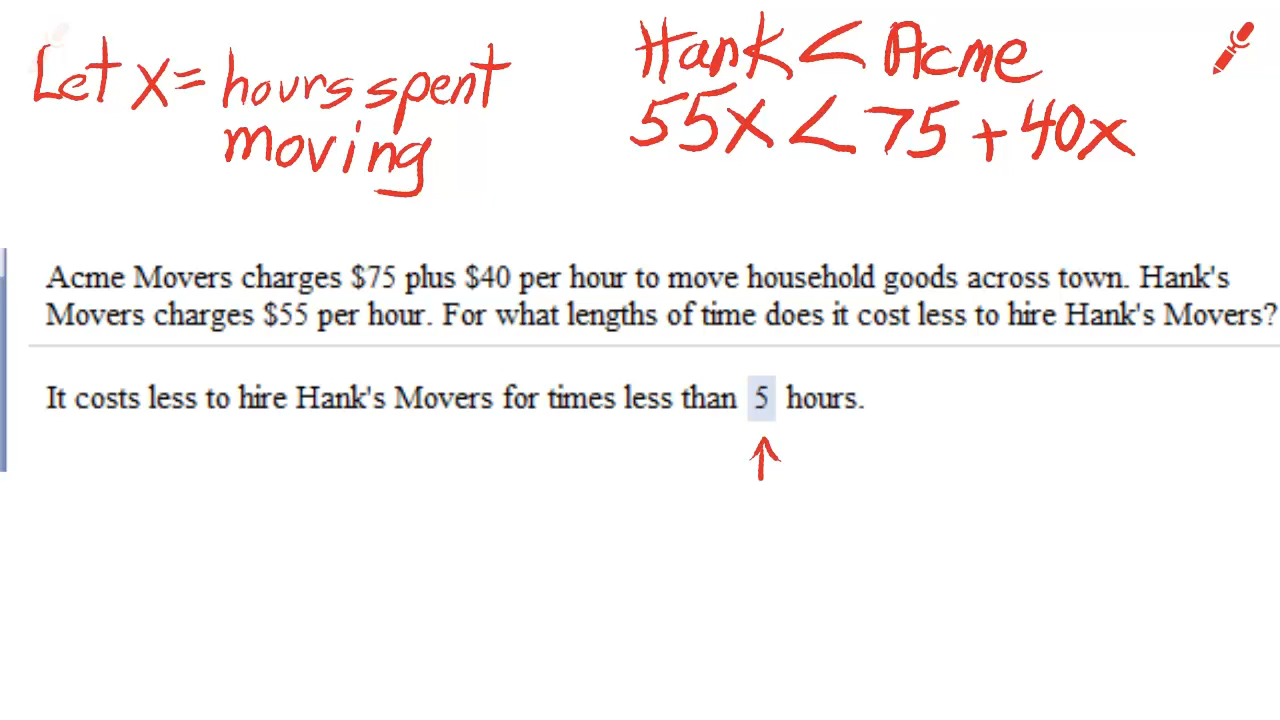 Let x = hours spent
moving
Hank < Acme
55x < 75 + 40x
Acme Movers charges $75 plus $40 per hour to move household goods across town. Hank's
Movers charges $55 per hour. For what lengths of time does it cost less to hire Hank's Movers?
It costs less to hire Hank's Movers for times less than 5 hours.